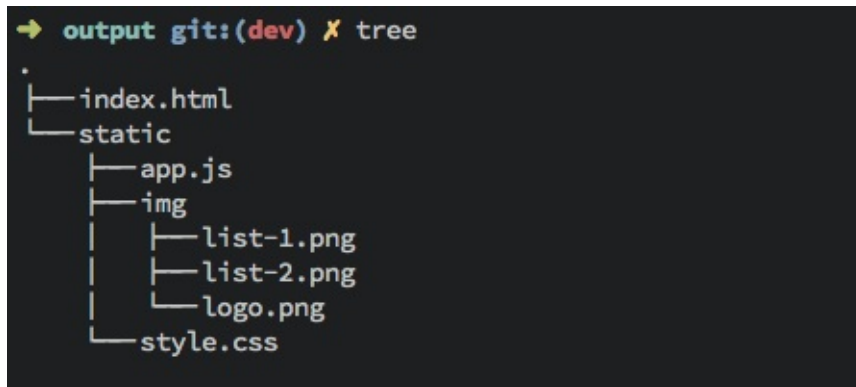 ➜ output git:(dev) ✗ tree
.
├── index.html
└── static
    ├── app.js
    ├── img
    │   ├── list-1.png
    │   ├── list-2.png
    │   └── logo.png
    └── style.css